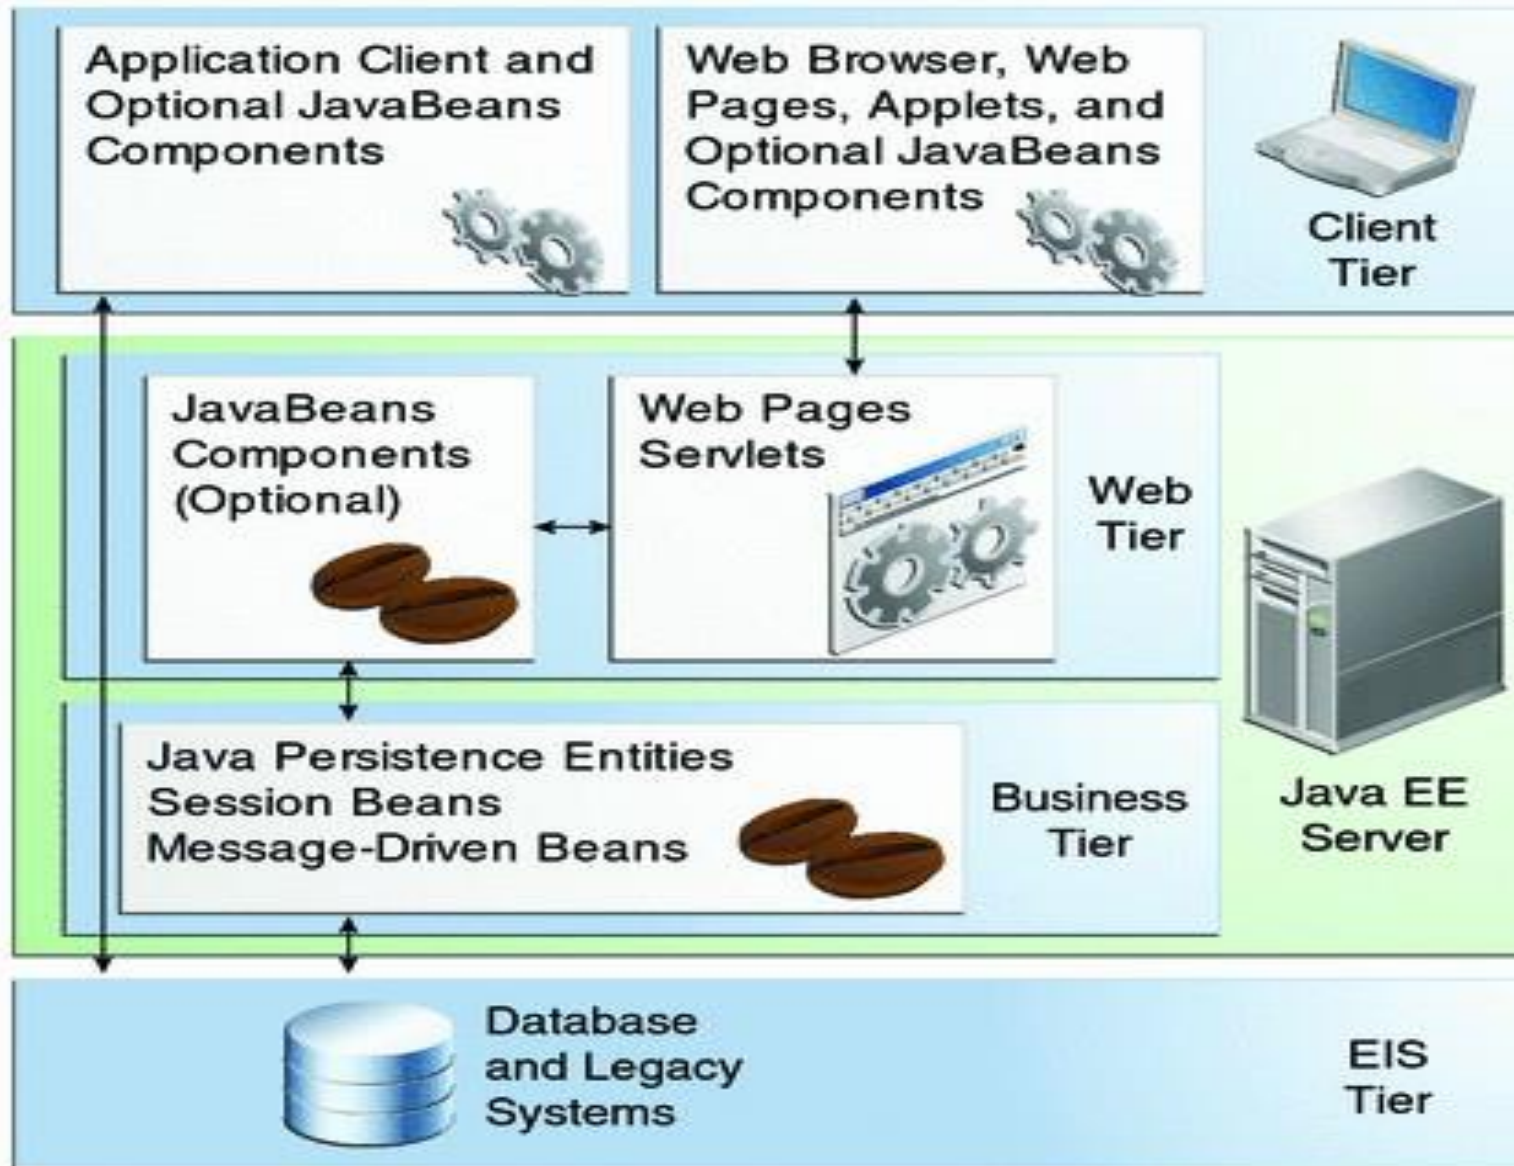 Application Client and
Optional JavaBeans
Components
Web Browser, Web
Pages, Applets, and
Optional JavaBeans
Components
Client
Tier
JavaBeans
Components
(Optional)
Web Pages
Servlets
Web
Tier
Java Persistence Entities
Session Beans
Message-Driven Beans
Business
Tier
Java EE
Server
Database
and Legacy
Systems
EIS
Tier